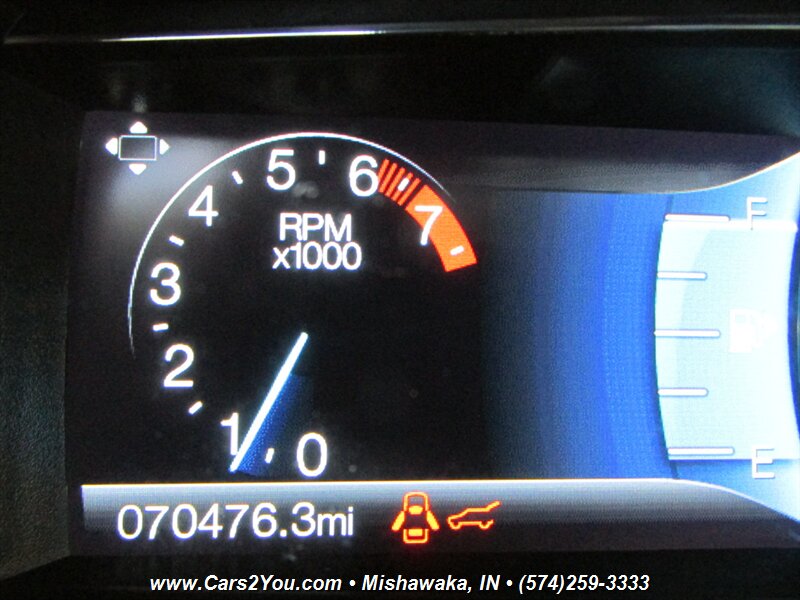 5 6
4 7
RPM
x1000
3
2
1 0
F
E
070476.3mi
www.Cars2You.com • Mishawaka, IN • (574)259-3333